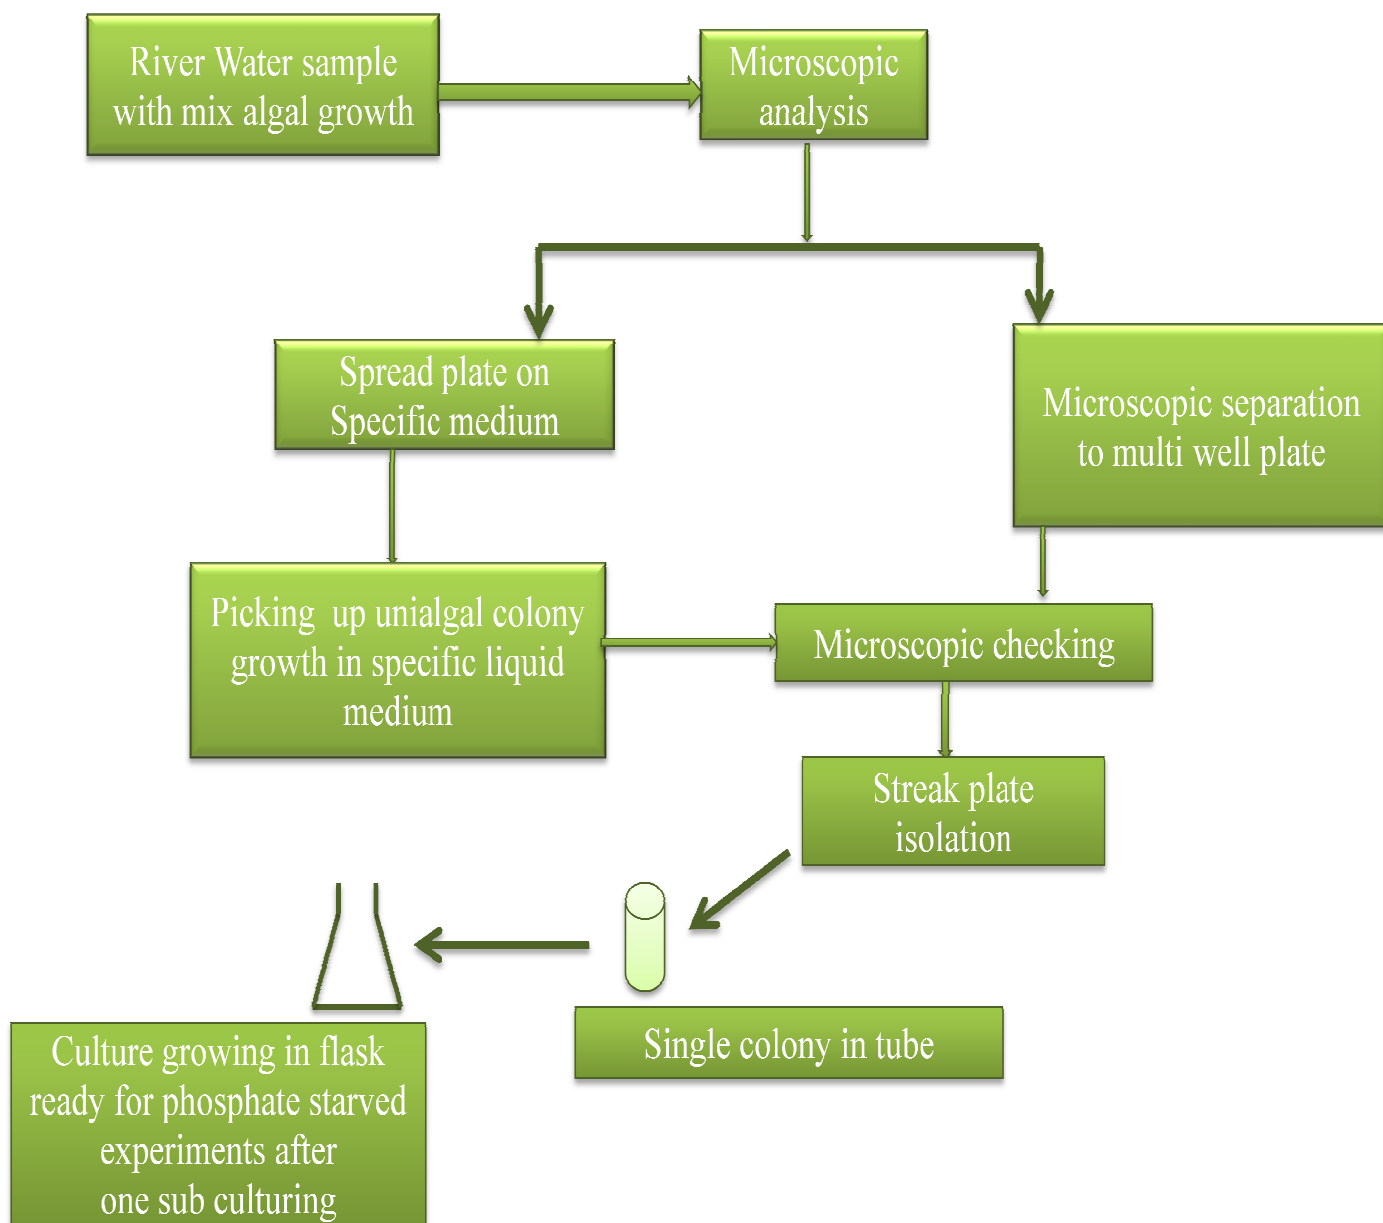 River Water sample
with mix algal growth
Microscopic
analysis
Spread plate on
Specific medium
Microscopic separation
to multi well plate
Picking up unialgal colony
growth in specific liquid
medium
Microscopic checking
Streak plate
isolation
Single colony in tube
Culture growing in flask
ready for phosphate starved
experiments after
one sub culturing